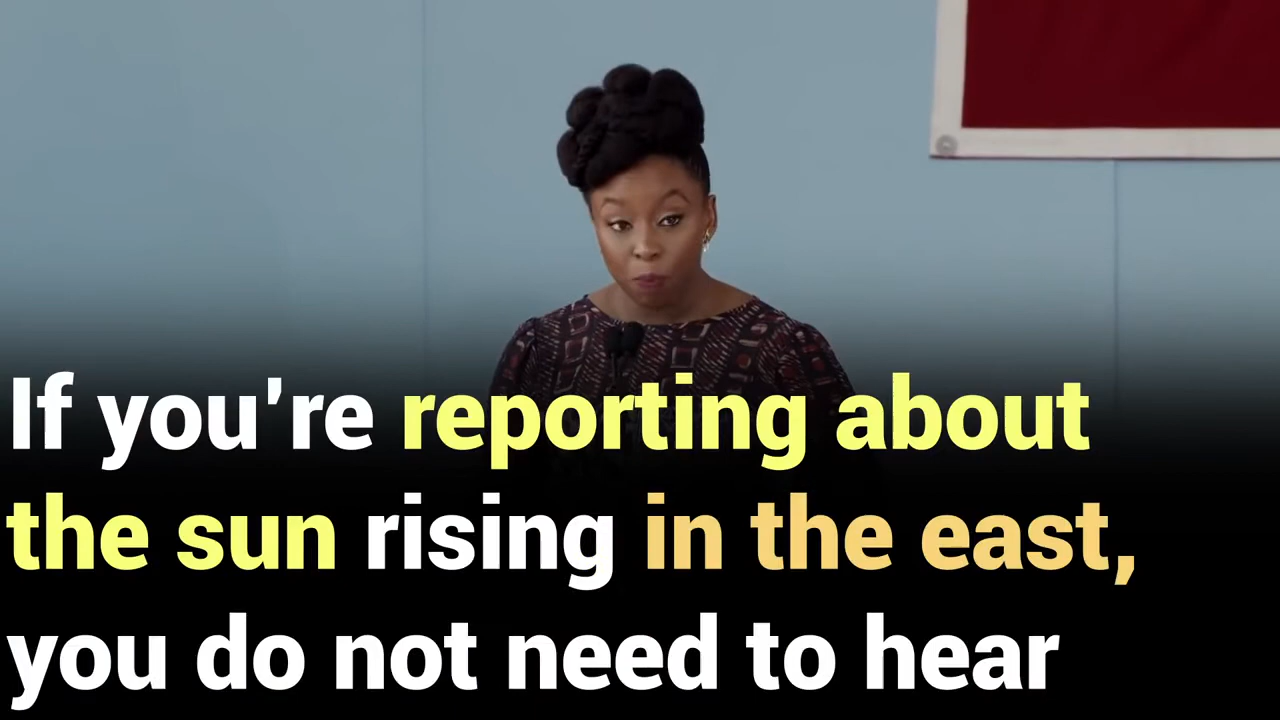 If you're reporting about
the sun rising in the east,
you do not need to hear